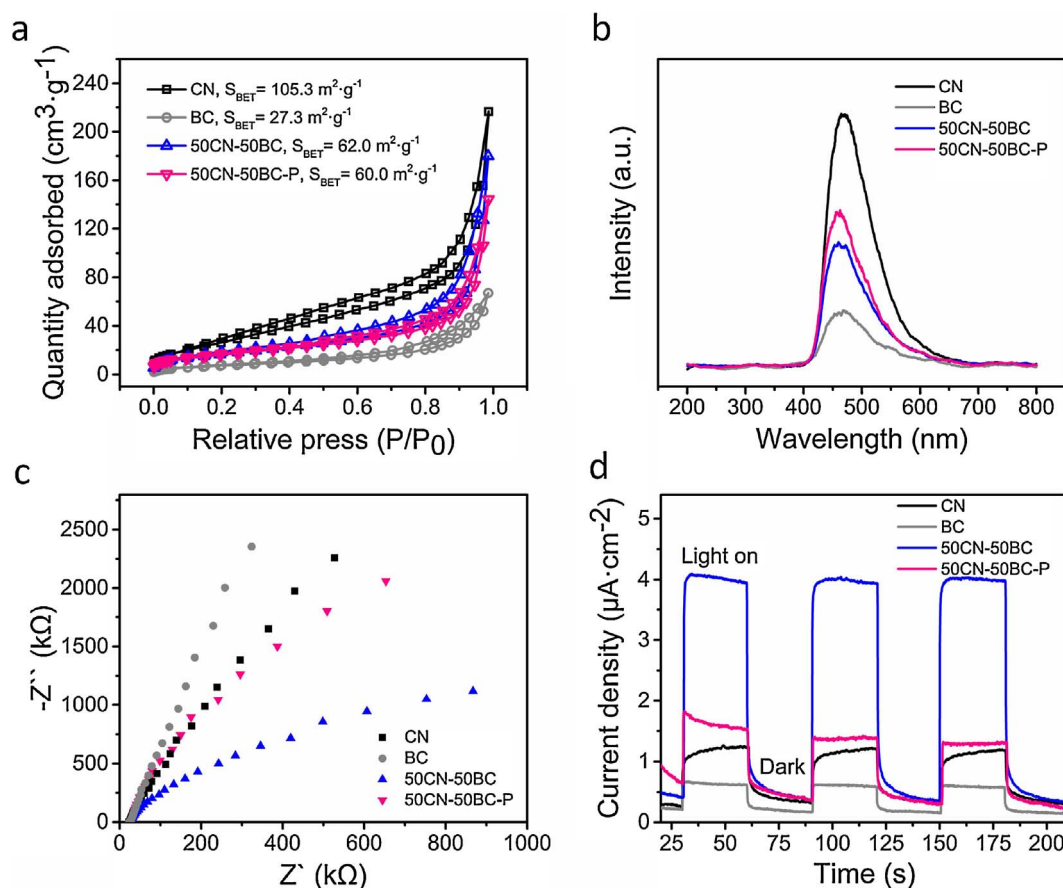 a
Quantity adsorbed (cm³·g⁻¹)
240
200
160
120
80
40
0
CN, S_BET= 105.3 m²·g⁻¹
BC, S_BET= 27.3 m²·g⁻¹
50CN-50BC, S_BET= 62.0 m²·g⁻¹
50CN-50BC-P, S_BET= 60.0 m²·g⁻¹
0.0 0.2 0.4 0.6 0.8 1.0
Relative press (P/P₀)
b
Intensity (a.u.)
CN
BC
50CN-50BC
50CN-50BC-P
200 300 400 500 600 700 800
Wavelength (nm)
c
-Z`` (kΩ)
2500
2000
1500
1000
500
0
CN
BC
50CN-50BC
50CN-50BC-P
0 200 400 600 800 1000
Z` (kΩ)
d
Current density (μA·cm-2)
5
4
3
2
1
0
CN
BC
50CN-50BC
50CN-50BC-P
Light on
Dark
25 50 75 100 125 150 175 200
Time (s)